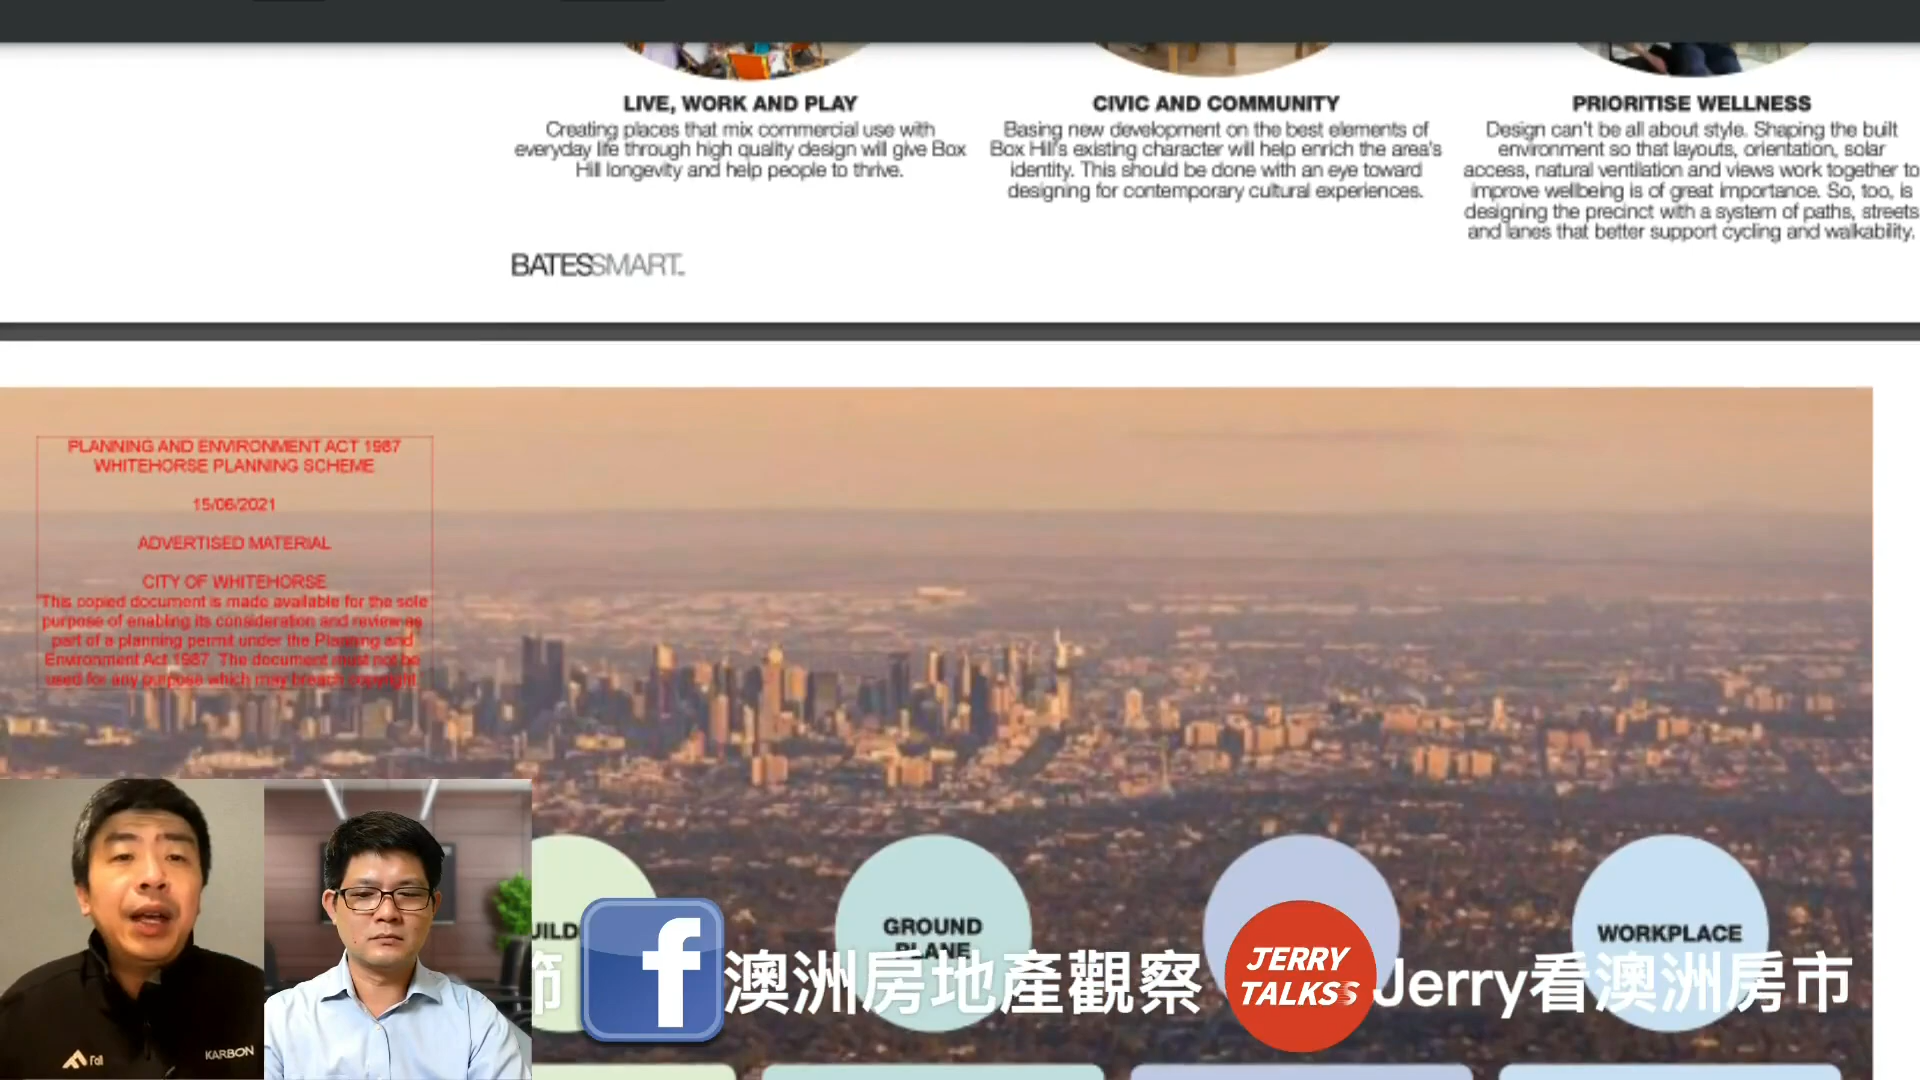 LIVE, WORK AND PLAY
Creating places that mix commercial use with
everyday life through high quality design will give Box
Hill longevity and help people to thrive.
CIVIC AND COMMUNITY
Basing new development on the best elements of
Box Hill's existing character will help enrich the area's
identity. This should be done with an eye toward
designing for contemporary cultural experiences.
PRIORITISE WELLNESS
Design can't be all about style. Shaping the built
environment so that layouts, orientation, solar
access, natural ventilation and views work together to
improve wellbeing is of great importance. So, too, is
designing the precinct with a system of paths, streets
and lanes that better support cycling and walkability.
BATESSMART.
PLANNING AND ENVIRONMENT ACT 1987
WHITEHORSE PLANNING SCHEME
15/06/2021
ADVERTISED MATERIAL
CITY OF WHITEHORSE
"This copied document is made available for the sole
purpose of enabling its consideration and review as
part of a planning permit under the Planning and
Environment Act 1987. The document must not be
used for any purpose which may breach copyright.
GROUND
PLANE
WORKPLACE
節
f
澳洲房地產觀察
JERRY
TALKSS
Jerry看澳洲房市
KARBON